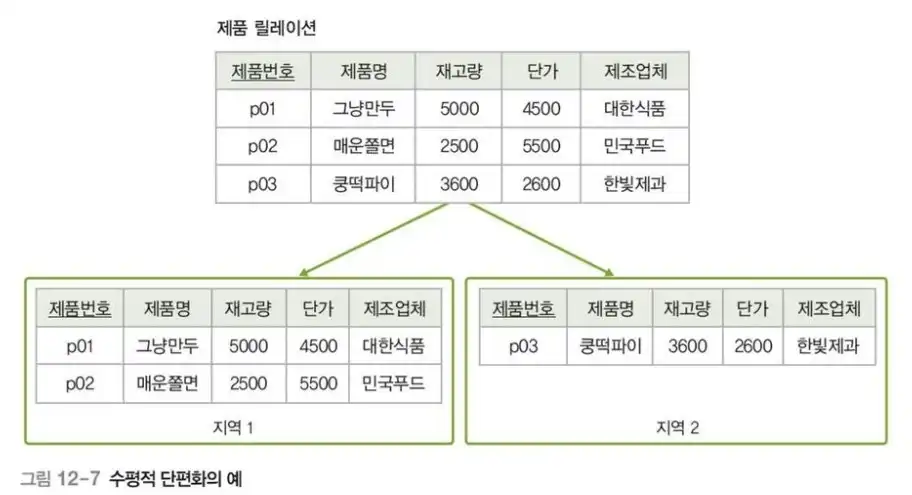 제품 릴레이션
제품번호 제품명 재고량 단가 제조업체
p01 그냥만두 5000 4500 대한식품
p02 매운쫄면 2500 5500 민국푸드
p03 쿵떡파이 3600 2600 한빛제과
제품번호 제품명 재고량 단가 제조업체
p01 그냥만두 5000 4500 대한식품
p02 매운쫄면 2500 5500 민국푸드
지역 1
제품번호 제품명 재고량 단가 제조업체
p03 쿵떡파이 3600 2600 한빛제과
지역 2
그림 12-7 수평적 단편화의 예